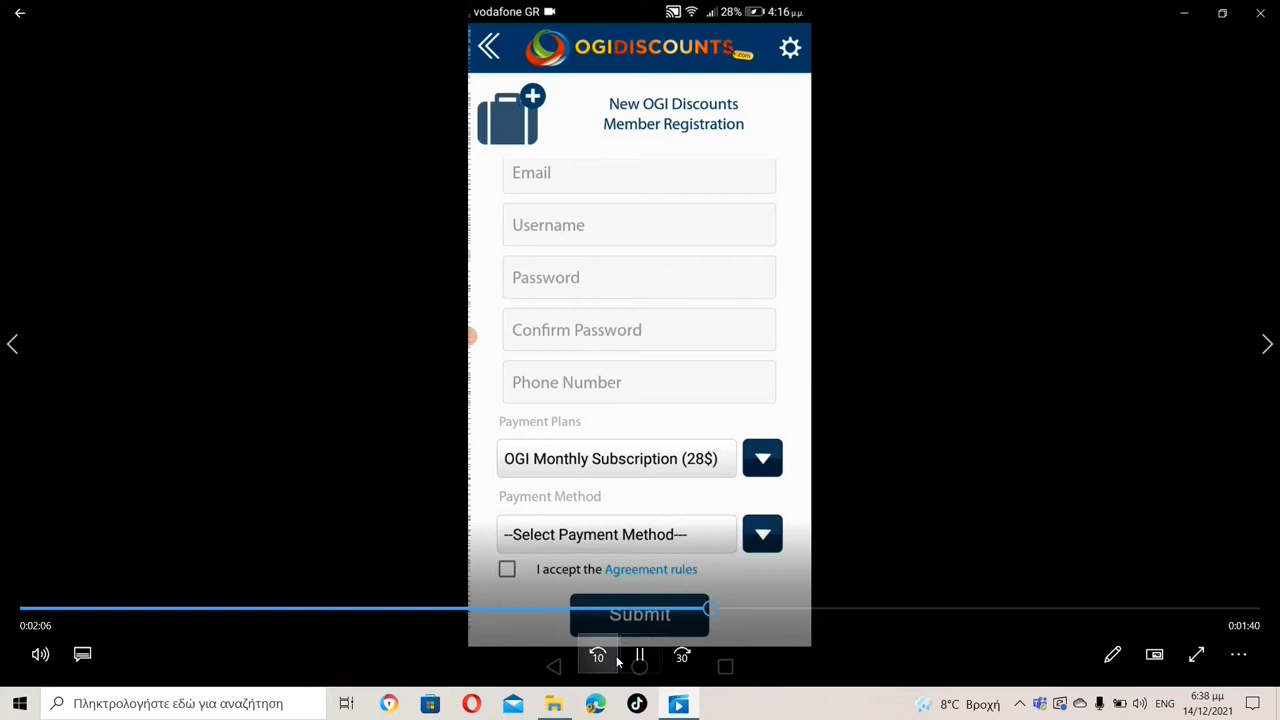 vodafone GR
28%
4:16 μμ
OGIDISCOUNTS
.com
New OGI Discounts
Member Registration
Email
Username
Password
Confirm Password
Phone Number
Payment Plans
OGI Monthly Subscription (28$)
Payment Method
--Select Payment Method---
I accept the Agreement rules
Submit
0:02:06
0:01:40
10
30
Πληκτρολογήστε εδώ για αναζήτηση
8°C Βροχή
ENG
6:38 μμ
14/12/2021